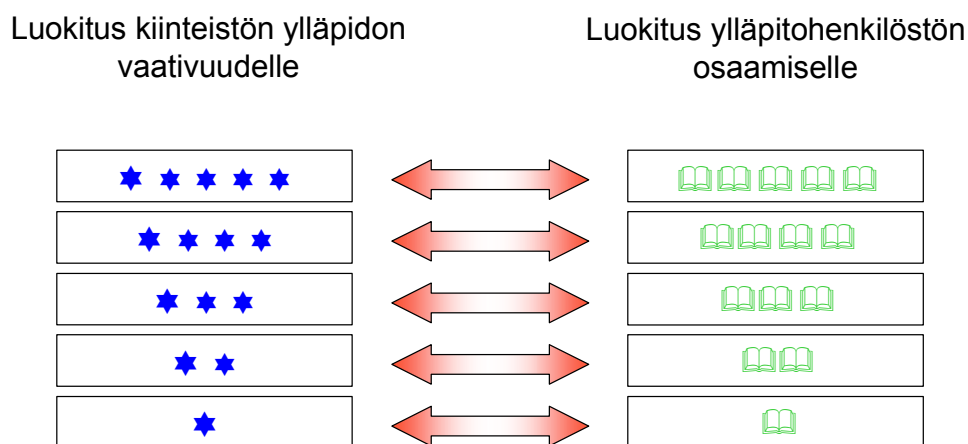 Luokitus kiinteistön ylläpidon
vaativuudelle
Luokitus ylläpitohenkilöstön
osaamiselle